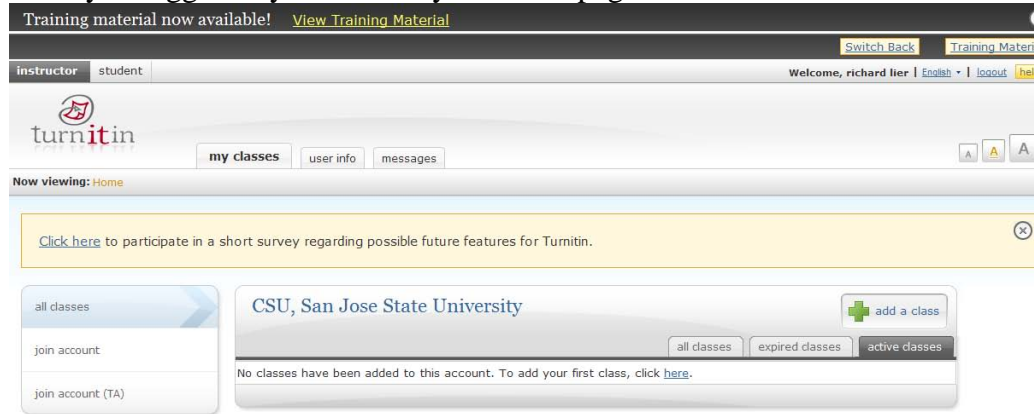 Training material now available! View Training Material
Switch Back Training Materi
instructor student Welcome, richard lier | English | logout hel
turnitin
my classes user info messages A A A
Now viewing: Home
Click here to participate in a short survey regarding possible future features for Turnitin.
all classes CSU, San Jose State University add a class
join account all classes expired classes active classes
No classes have been added to this account. To add your first class, click here.
join account (TA)